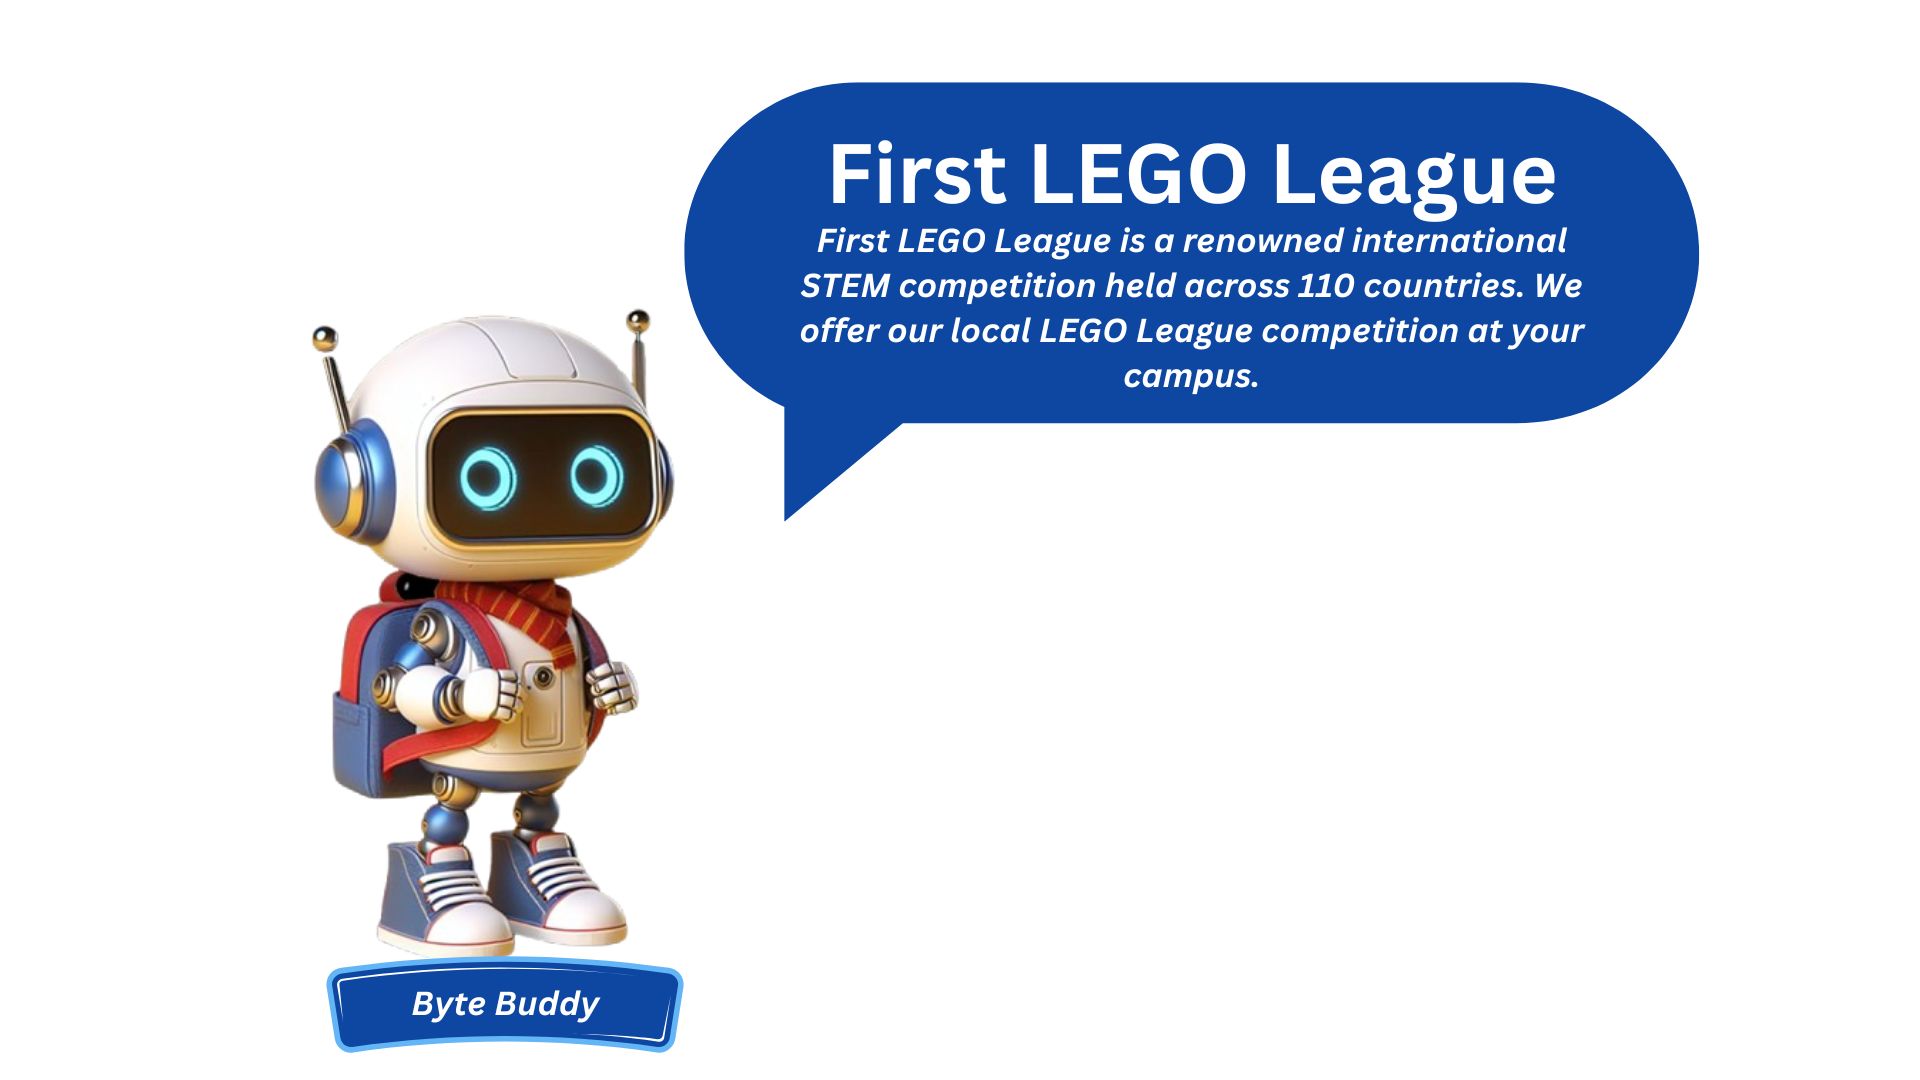 First LEGO League
First LEGO League is a renowned international
STEM competition held across 110 countries. We
offer our local LEGO League competition at your
campus.
Byte Buddy